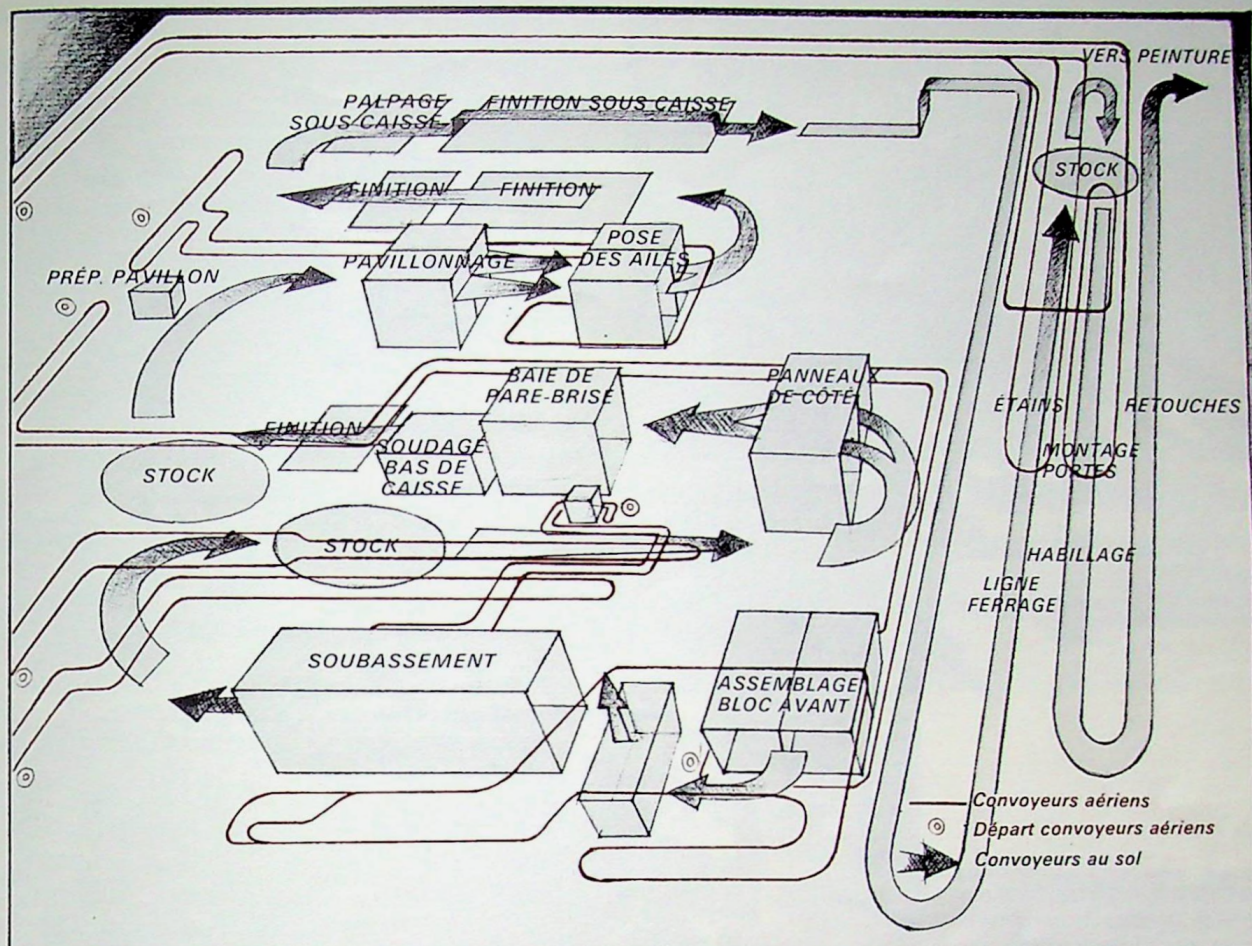 VERS PEINTURE
PALPAGE
SOUS CAISSE
FINITION SOUS CAISSE
STOCK
FINITION
FINITION
POSE
DES AILES
PAVILLONNAGE
PRÉP. PAVILLON
BAIE DE
PARE-BRISE
PANNEAUX
DE CÔTÉ
ÉTAINS
RETOUCHES
FINITION
SOUDAGE
BAS DE
CAISSE
MONTAGE
PORTES
STOCK
STOCK
HABILLAGE
LIGNE
FERRAGE
SOUBASSEMENT
ASSEMBLAGE
BLOC AVANT
Convoyeurs aériens
Départ convoyeurs aériens
Convoyeurs au sol